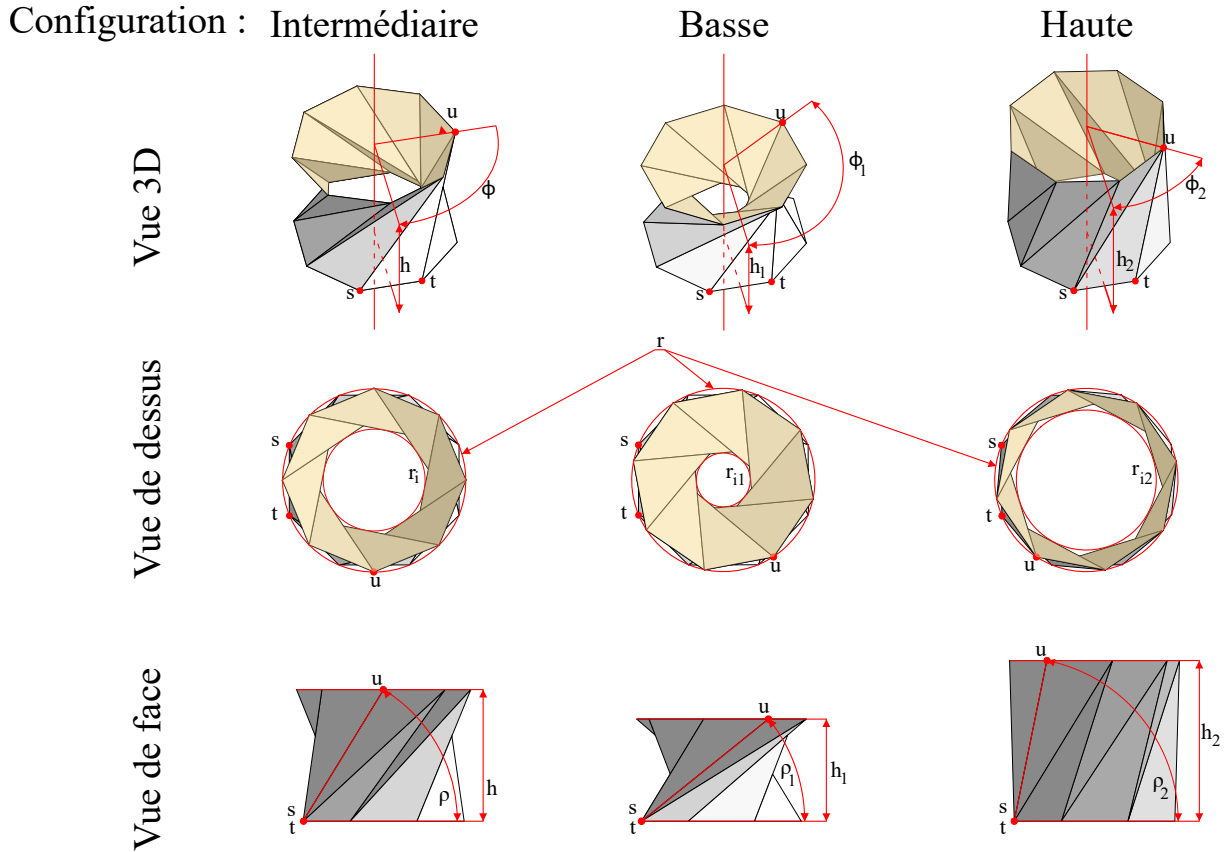 Configuration : Intermédiaire Basse Haute
Vue 3D
u ϕ h s t
u ϕ1 h1 s t
u ϕ2 h2 s t
Vue de dessus
r
s t u ri
s t u ri1
s t u ri2
Vue de face
u s t ρ h
u s t ρ1 h1
u s t ρ2 h2